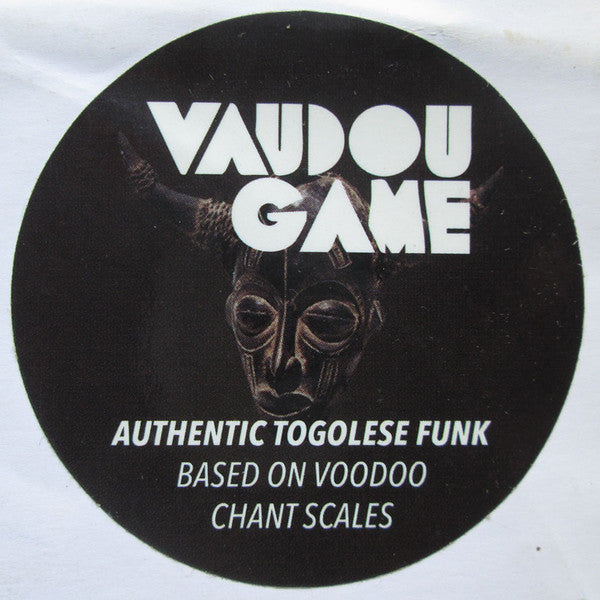 VAUDOU
GAME
AUTHENTIC TOGOLESE FUNK
BASED ON VOODOO
CHANT SCALES